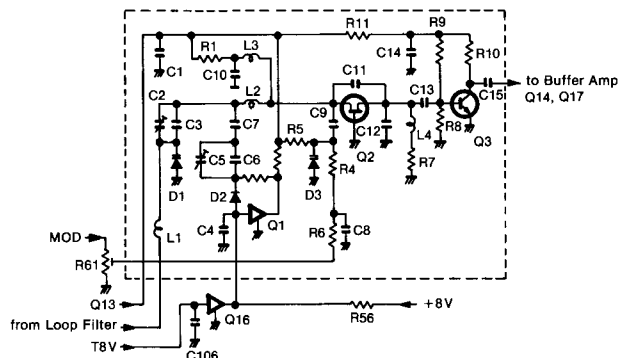 R11
R9
R1
L3
C14
R10
C1
C10
C11
to Buffer Amp
Q14, Q17
C2
L2
C13
C15
C3
C7
C9
R5
C12
L4
R8
Q3
C5
C6
Q2
R4
R7
D1
D3
D2
Q1
C4
MOD
L1
R6
C8
R61
Q13
+8V
from Loop Filter
Q16
R56
T8V
C106